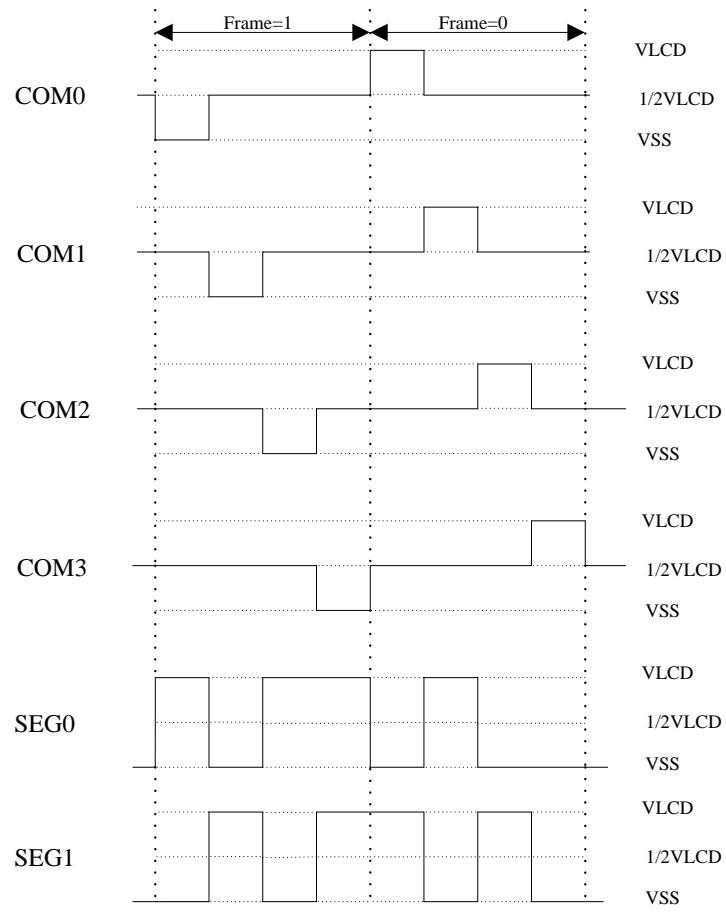 Frame=1
Frame=0
VLCD
COM0
1/2VLCD
VSS
VLCD
COM1
1/2VLCD
VSS
VLCD
COM2
1/2VLCD
VSS
VLCD
COM3
1/2VLCD
VSS
VLCD
SEG0
1/2VLCD
VSS
VLCD
SEG1
1/2VLCD
VSS